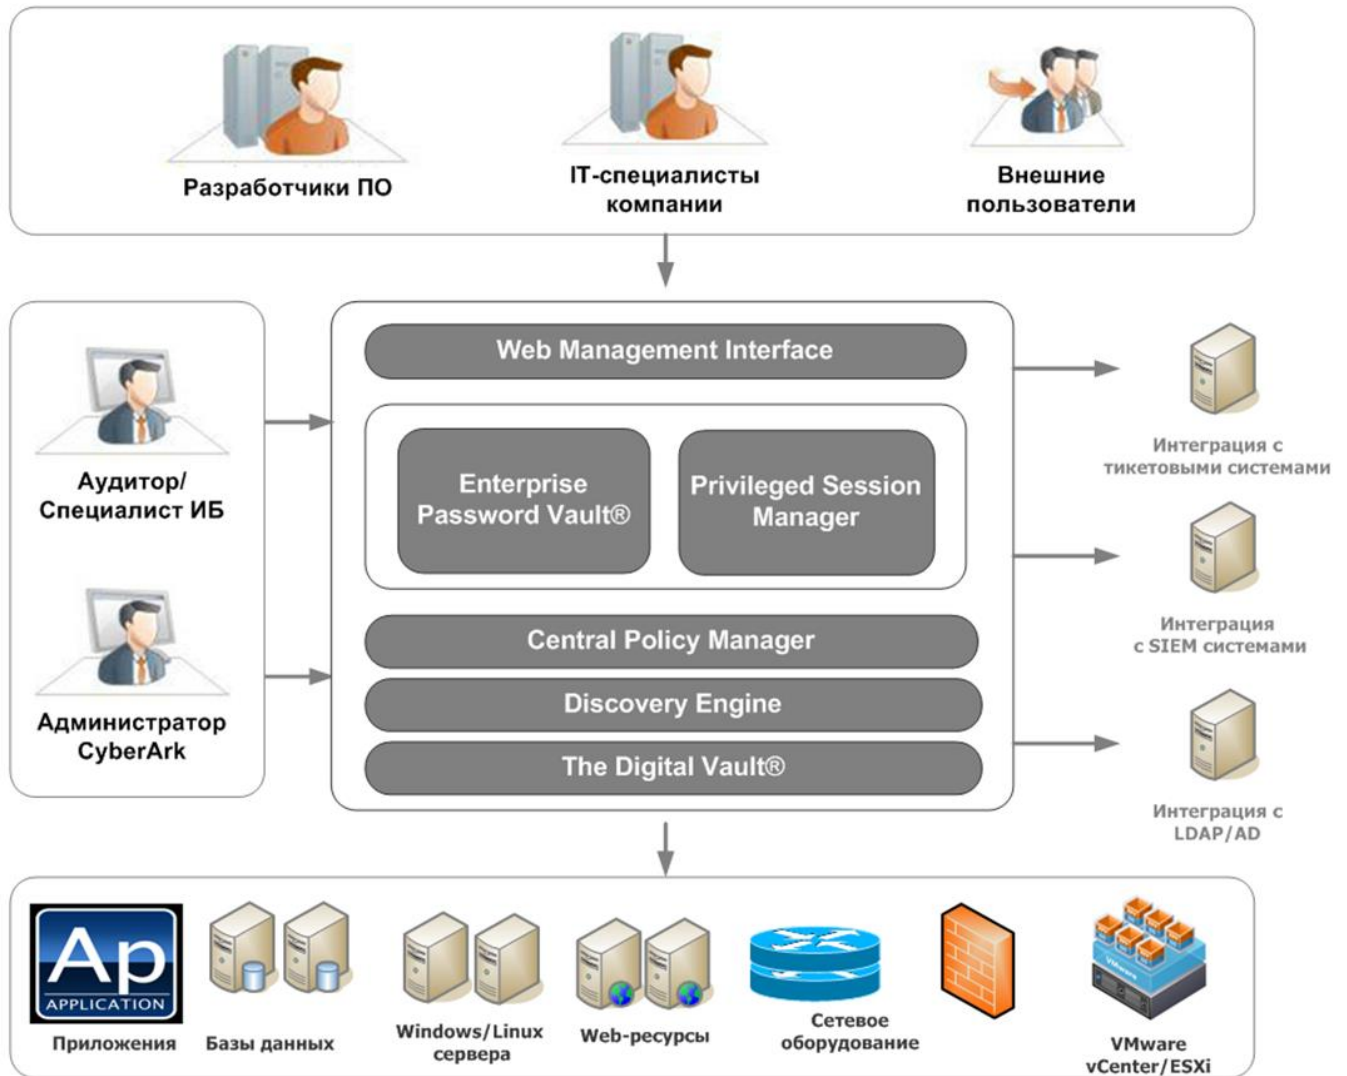 Разработчики ПО
IT-специалисты
компании
Внешние
пользователи
Аудитор/
Специалист ИБ
Администратор
CyberArk
Web Management Interface
Enterprise
Password Vault®
Privileged Session
Manager
Central Policy Manager
Discovery Engine
The Digital Vault®
Интеграция с
тикетовыми системами
Интеграция
с SIEM системами
Интеграция с
LDAP/AD
Ap
APPLICATION
Приложения
Базы данных
Windows/Linux
сервера
Web-ресурсы
Сетевое
оборудование
VMware
VMware
vCenter/ESXi